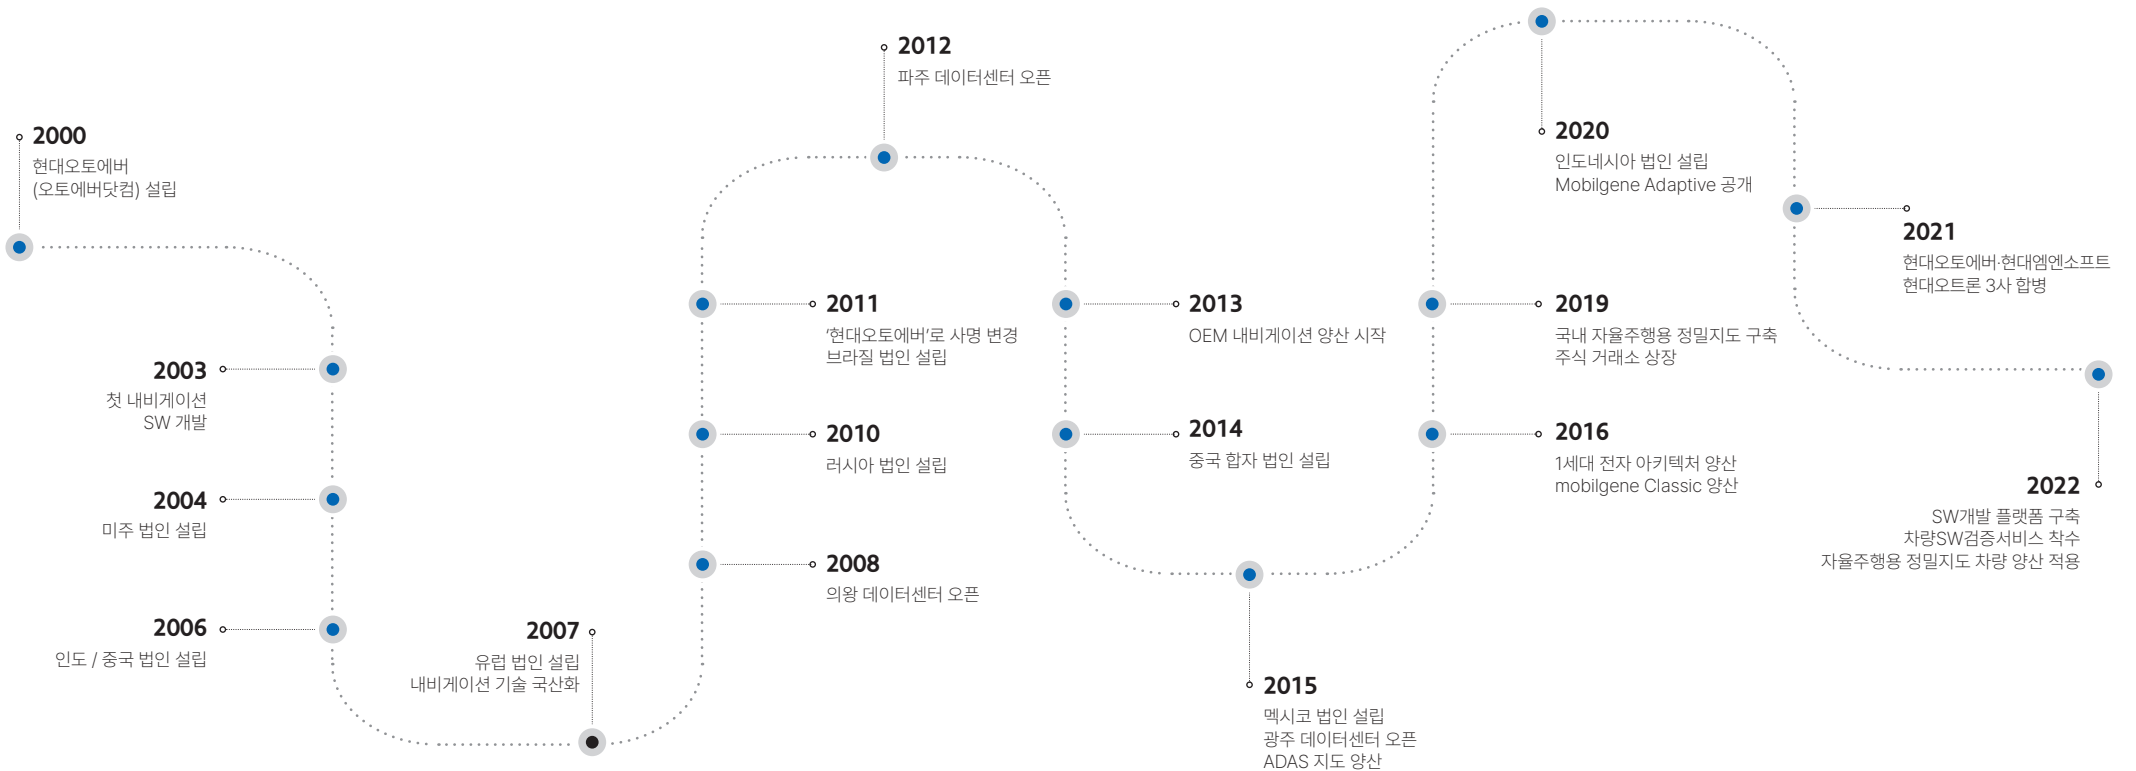 2000
현대오토에버
(오토에버닷컴) 설립
2003
첫 내비게이션
SW 개발
2004
미주 법인 설립
2006
인도 / 중국 법인 설립
2007
유럽 법인 설립
내비게이션 기술 국산화
2008
의왕 데이터센터 오픈
2010
러시아 법인 설립
2011
'현대오토에버'로 사명 변경
브라질 법인 설립
2012
파주 데이터센터 오픈
2013
OEM 내비게이션 양산 시작
2014
중국 합자 법인 설립
2015
멕시코 법인 설립
광주 데이터센터 오픈
ADAS 지도 양산
2016
1세대 전자 아키텍처 양산
mobilgene Classic 양산
2019
국내 자율주행용 정밀지도 구축
주식 거래소 상장
2020
인도네시아 법인 설립
Mobilgene Adaptive 공개
2021
현대오토에버·현대엠엔소프트
현대오트론 3사 합병
2022
SW개발 플랫폼 구축
차량SW검증서비스 착수
자율주행용 정밀지도 차량 양산 적용